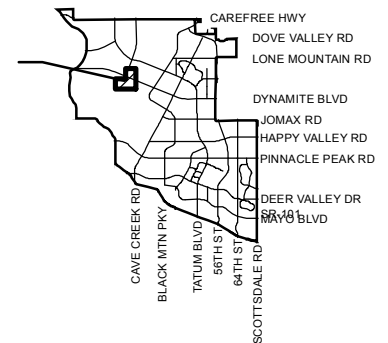 CAREFREE HWY
DOVE VALLEY RD
LONE MOUNTAIN RD
DYNAMITE BLVD
JOMAX RD
HAPPY VALLEY RD
PINNACLE PEAK RD
DEER VALLEY DR
SR-101
MAYO BLVD
CAVE CREEK RD
BLACK MTN PKY
TATUM BLVD
56TH ST
64TH ST
SCOTTSDALE RD